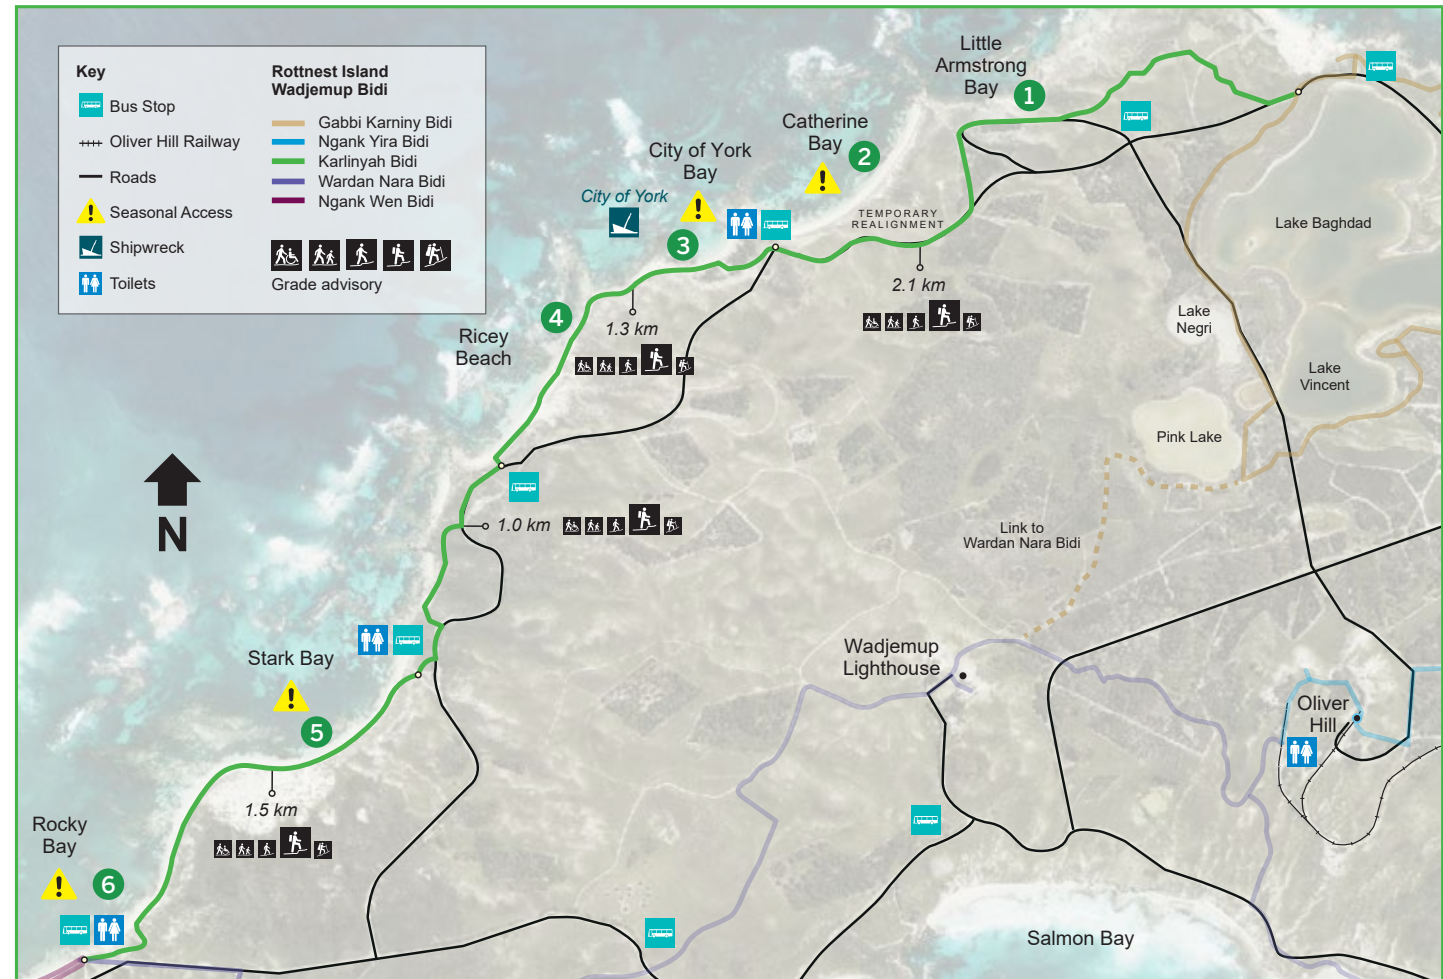 Key
Bus Stop
Oliver Hill Railway
Roads
Seasonal Access
Shipwreck
Toilets
Rottnest Island
Wadjemup Bidi
Gabbi Karniny Bidi
Ngank Yira Bidi
Karlinyah Bidi
Wardan Nara Bidi
Ngank Wen Bidi
Grade advisory
Little
Armstrong
Bay
1
Catherine
Bay
2
City of York
Bay
City of York
3
TEMPORARY
REALIGNMENT
2.1 km
Lake Baghdad
Lake
Negri
Lake
Vincent
Pink Lake
4
1.3 km
Ricey
Beach
N
1.0 km
Link to
Wardan Nara Bidi
Wadjemup
Lighthouse
Stark Bay
5
Oliver
Hill
1.5 km
Rocky
Bay
6
Salmon Bay